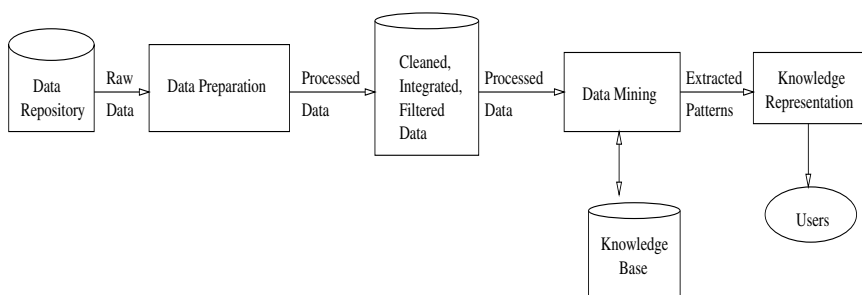 Data
Repository
Raw
Data
Data Preparation
Processed
Data
Cleaned,
Integrated,
Filtered
Data
Processed
Data
Data Mining
Extracted
Patterns
Knowledge
Representation
Users
Knowledge
Base